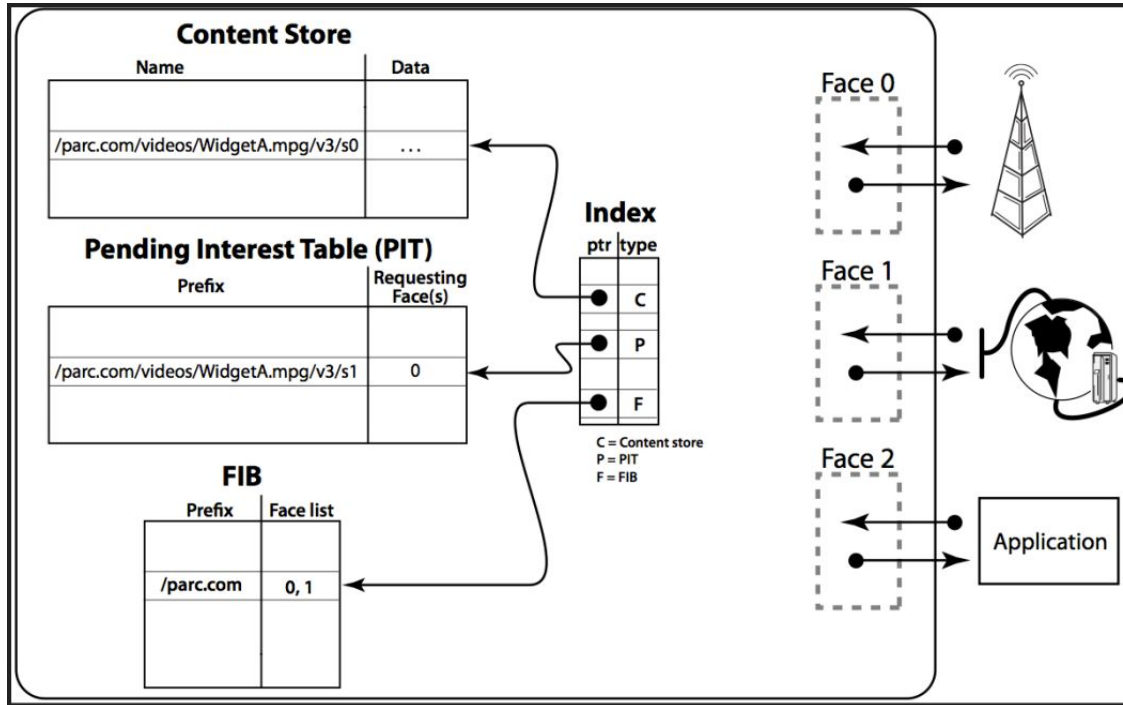 Content Store
Name Data
/parc.com/videos/WidgetA.mpg/v3/s0 ...
Pending Interest Table (PIT)
Prefix Requesting
Face(s)
/parc.com/videos/WidgetA.mpg/v3/s1 0
FIB
Prefix Face list
/parc.com 0, 1
Index
ptr type
C
P
F
C = Content store
P = PIT
F = FIB
Face 0
Face 1
Face 2
Application